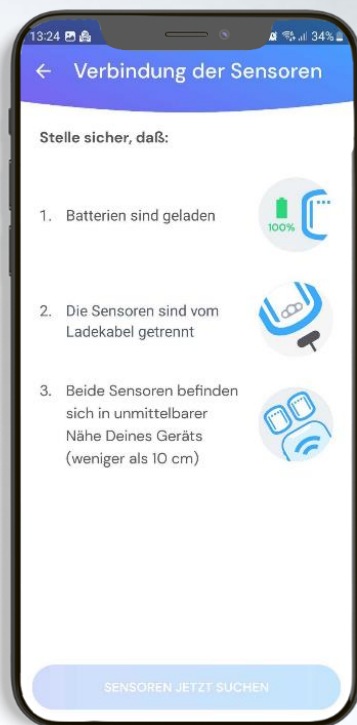 13:24 34%
Verbindung der Sensoren
Stelle sicher, daß:
1. Batterien sind geladen
100%
2. Die Sensoren sind vom
Ladekabel getrennt
3. Beide Sensoren befinden
sich in unmittelbarer
Nähe Deines Geräts
(weniger als 10 cm)
SENSOREN JETZT SUCHEN